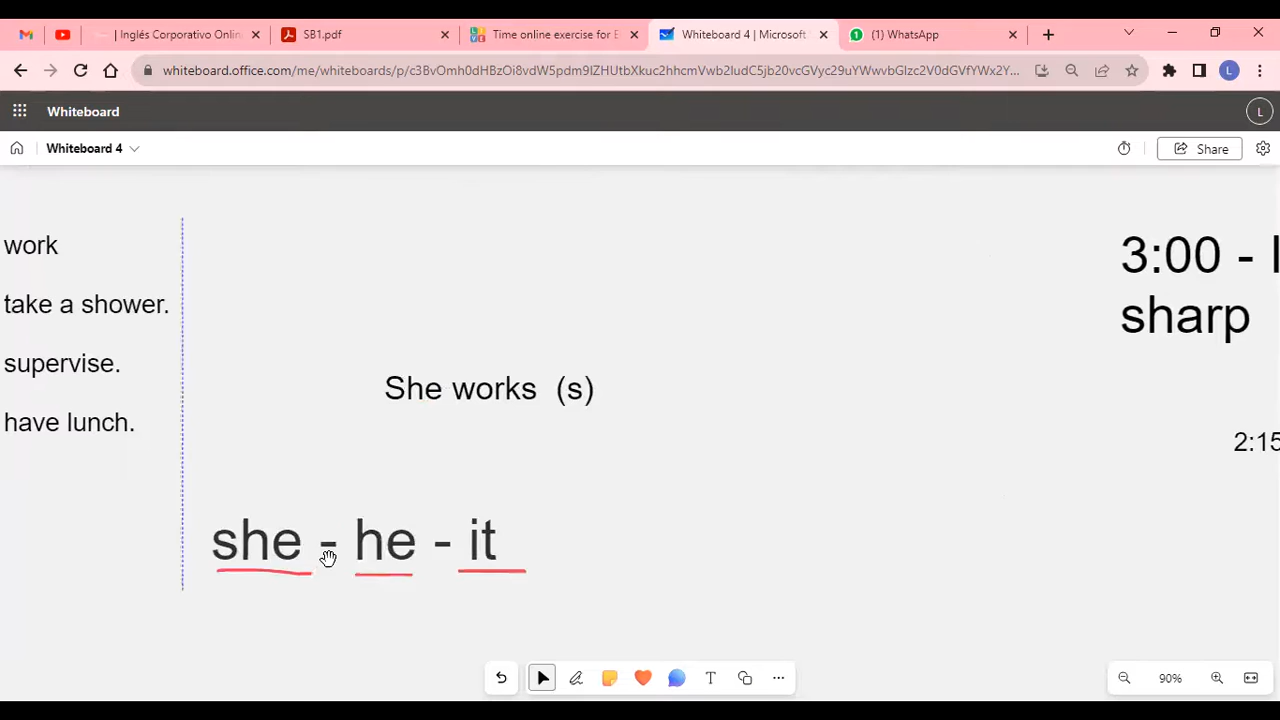 | Inglés Corporativo Onlin
SB1.pdf
Time online exercise for E
Whiteboard 4 | Microsoft
(1) WhatsApp
Whiteboard
L
Whiteboard 4
Share
work
take a shower.
supervise.
have lunch.
She works (s)
she - he - it
3:00 -
sharp
2:15
90%